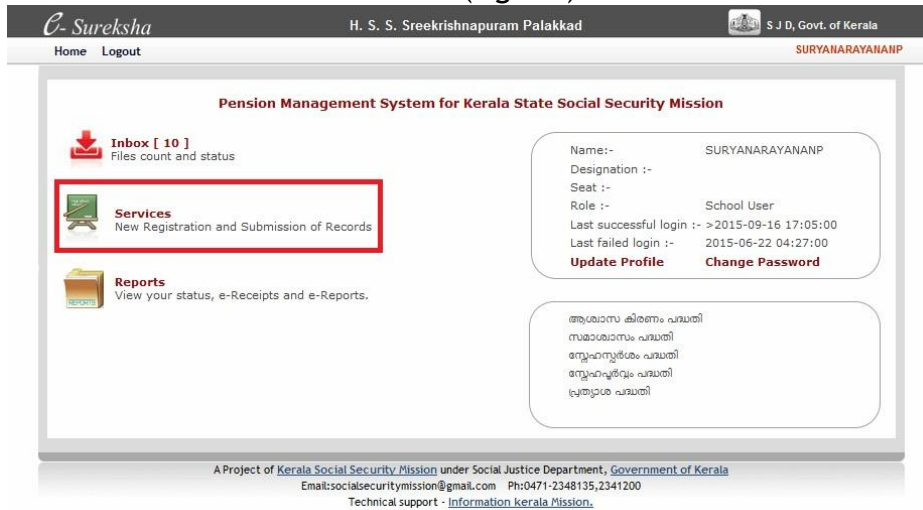 e- Sureksha
H. S. S. Sreekrishnapuram Palakkad
S J D, Govt. of Kerala
Home Logout
SURYANARAYANANP
Pension Management System for Kerala State Social Security Mission
Inbox [ 10 ]
Files count and status
Services
New Registration and Submission of Records
Reports
View your status, e-Receipts and e-Reports.
REPORTS
Name:- SURYANARAYANANP
Designation :-
Seat :-
Role :- School User
Last successful login :- >2015-09-16 17:05:00
Last failed login :- 2015-06-22 04:27:00
Update Profile Change Password
ആശ്വാസ കിരണം പദ്ധതി
സമാശ്വാസം പദ്ധതി
സ്നേഹസ്പർശം പദ്ധതി
സ്നേഹപൂർവ്വം പദ്ധതി
പ്രത്യാശ പദ്ധതി
A Project of Kerala Social Security Mission under Social Justice Department, Government of Kerala
Email:socialsecuritymission@gmail.com Ph:0471-2348135,2341200
Technical support - Information kerala Mission.